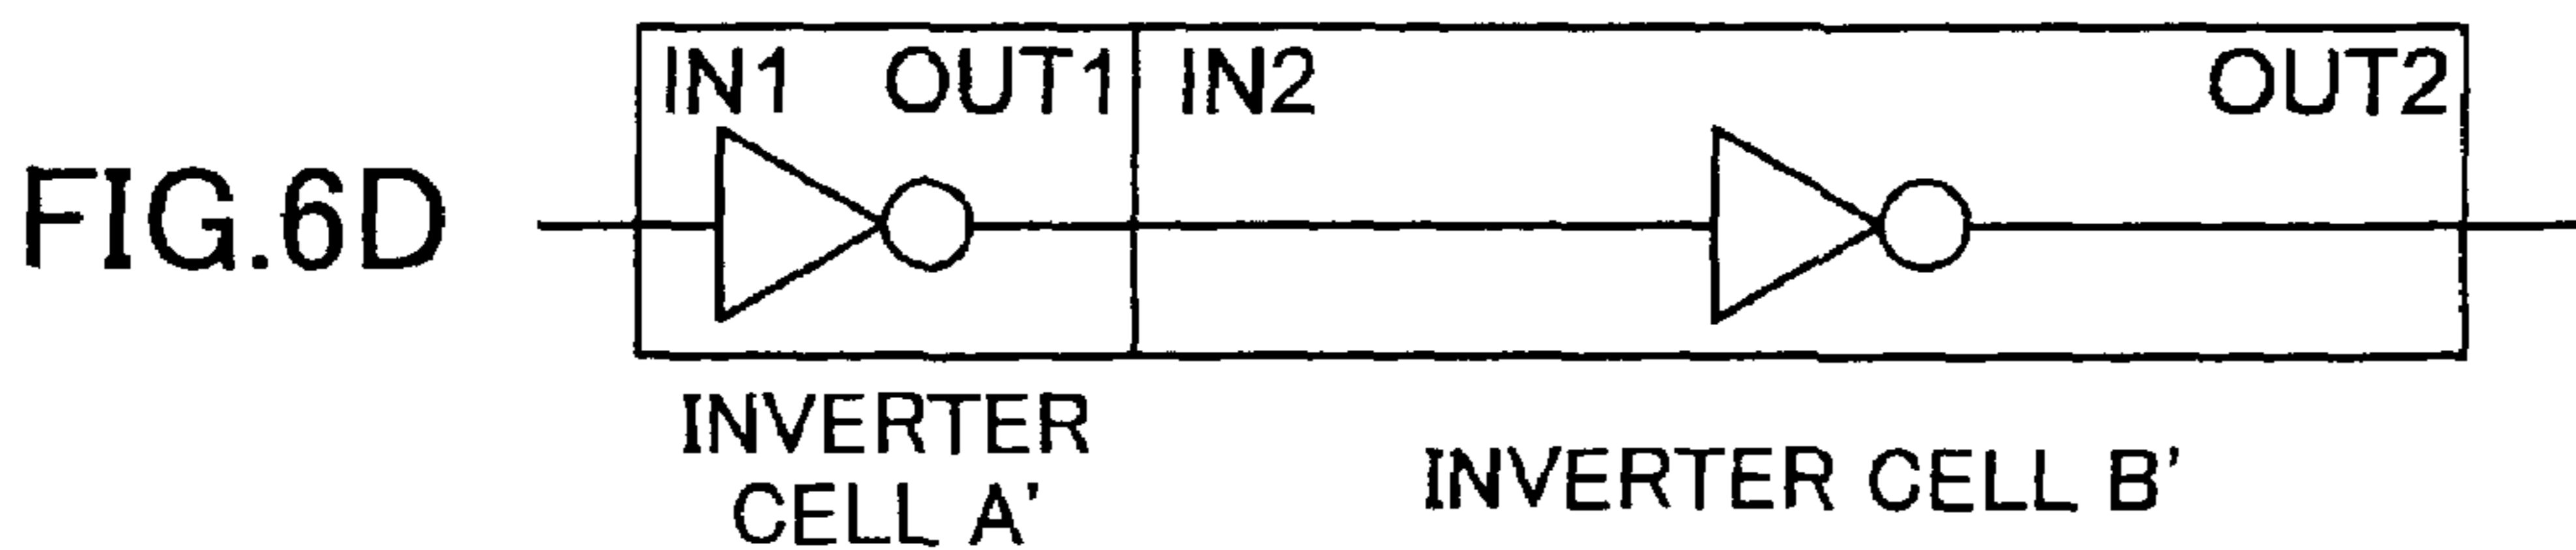 FIG.6D
IN1 OUT1 IN2 OUT2
INVERTER
CELL A'
INVERTER CELL B'